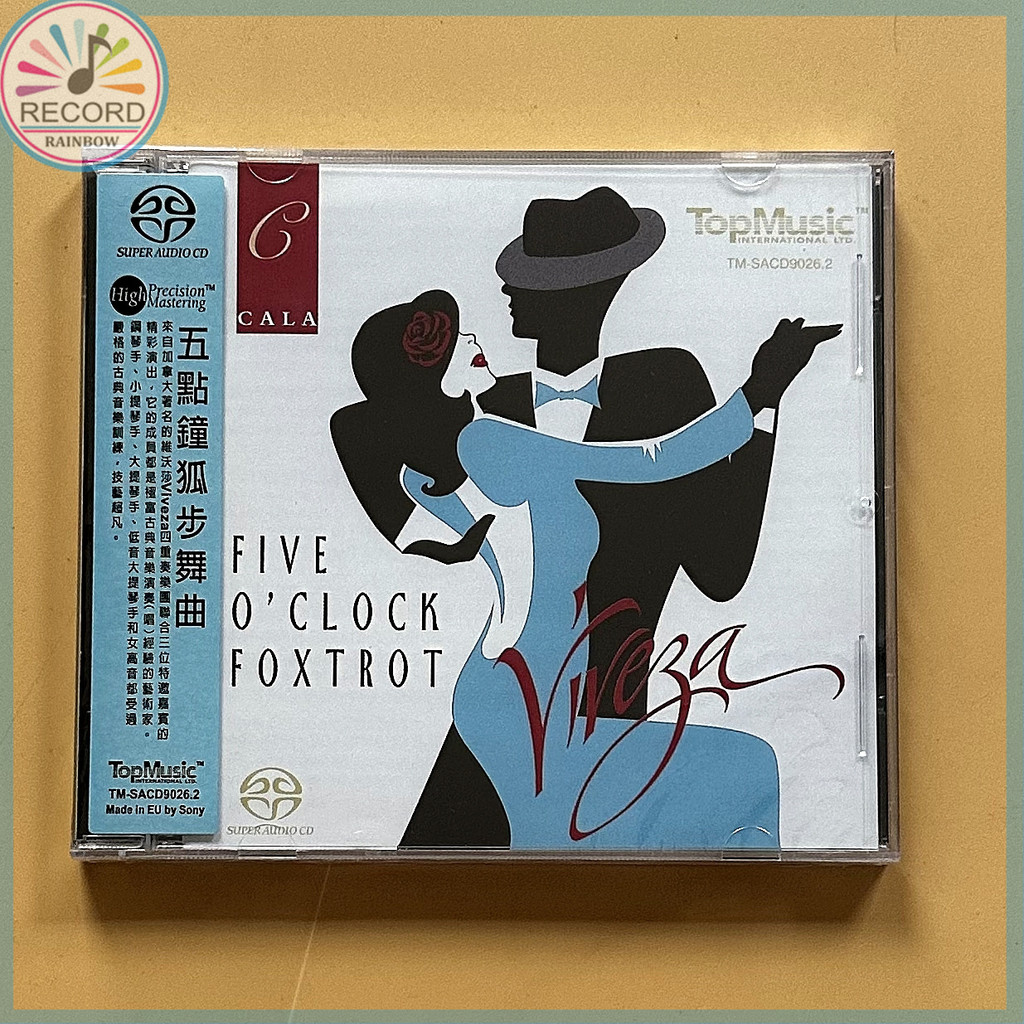 RECORD
RAINBOW
SUPER AUDIO CD
High Precision™
Mastering
五點鐘狐步舞曲
來自加拿大著名的維沃莎Viveza四重奏樂團聯合三位特邀嘉賓的
精彩演出，它的成員都是極富古典音樂演奏(唱)經驗的藝術家。
鋼琴手、小提琴手、大提琴手、低音大提琴手和女高音都受過
嚴格的古典音樂訓練，技藝超凡。
TopMusic™
INTERNATIONAL LTD.
TM-SACD9026.2
Made in EU by Sony
C
CALA
TopMusic™
INTERNATIONAL LTD.
TM-SACD9026.2
FIVE
O'CLOCK
FOXTROT
Viveza
SUPER AUDIO CD